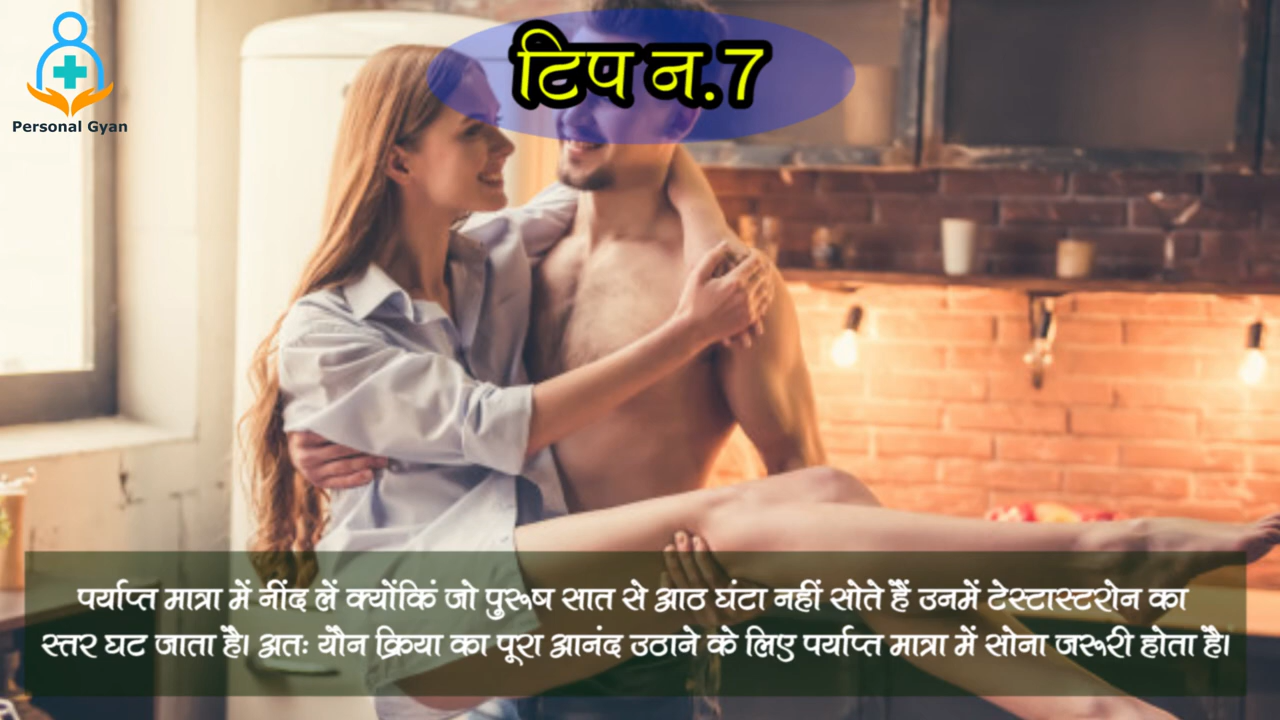 Personal Gyan
टिप न.7
पर्याप्त मात्रा में नींद लें क्योंकिं जो पुरूष सात से आठ घंटा नहीं सोते हैं उनमें टेस्टास्टरोन का
स्तर घट जाता है। अतः यौन क्रिया का पूरा आनंद उठाने के लिए पर्याप्त मात्रा में सोना जरूरी होता है।